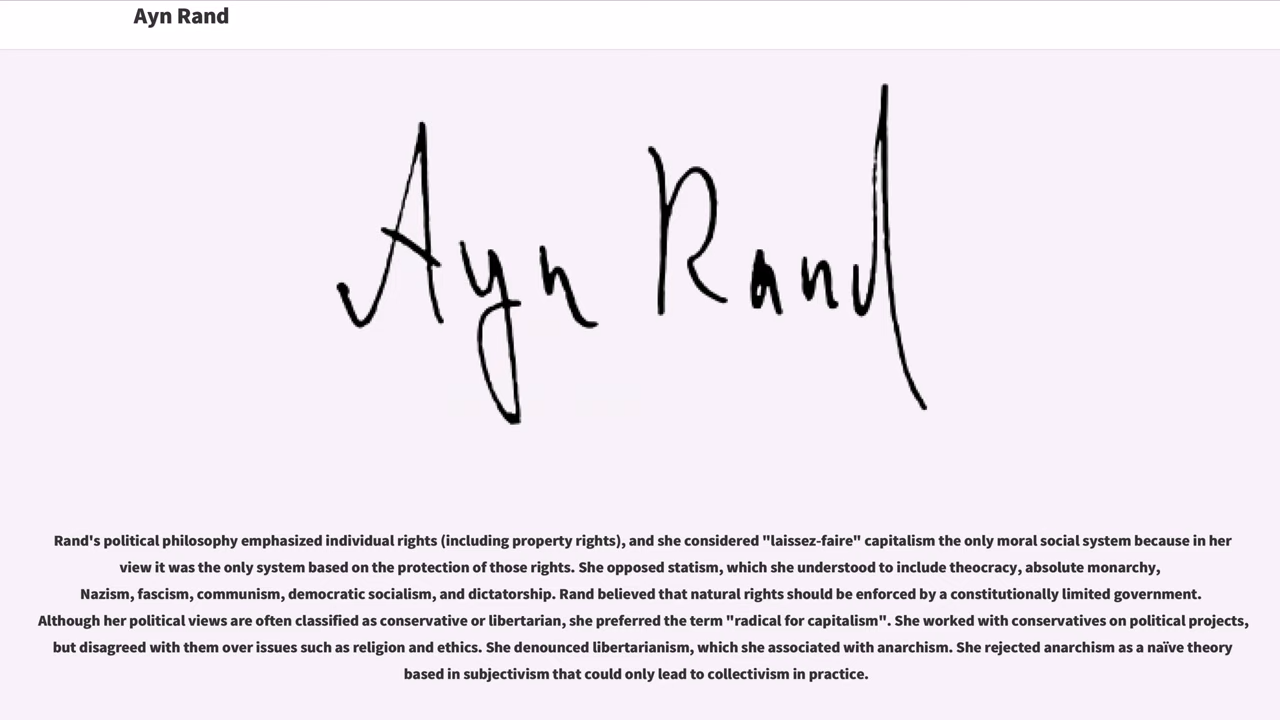 Ayn Rand
Ayn Rand
Rand's political philosophy emphasized individual rights (including property rights), and she considered "laissez-faire" capitalism the only moral social system because in her
view it was the only system based on the protection of those rights. She opposed statism, which she understood to include theocracy, absolute monarchy,
Nazism, fascism, communism, democratic socialism, and dictatorship. Rand believed that natural rights should be enforced by a constitutionally limited government.
Although her political views are often classified as conservative or libertarian, she preferred the term "radical for capitalism". She worked with conservatives on political projects,
but disagreed with them over issues such as religion and ethics. She denounced libertarianism, which she associated with anarchism. She rejected anarchism as a naïve theory
based in subjectivism that could only lead to collectivism in practice.